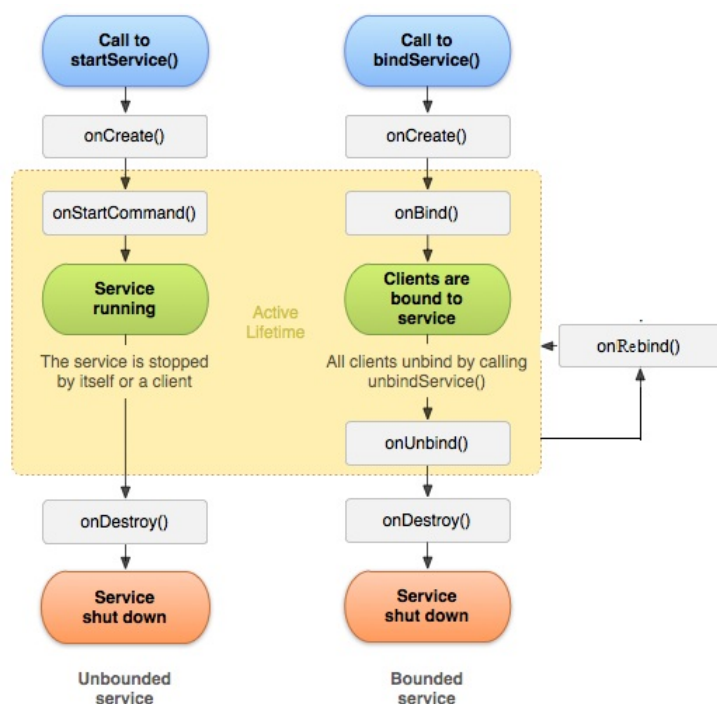 Call to
startService()
onCreate()
onStartCommand()
Service
running
The service is stopped
by itself or a client
onDestroy()
Service
shut down
Unbounded
service
Active
Lifetime
Call to
bindService()
onCreate()
onBind()
Clients are
bound to
service
All clients unbind by calling
unbindService()
onUnbind()
onRebind()
onDestroy()
Service
shut down
Bounded
service